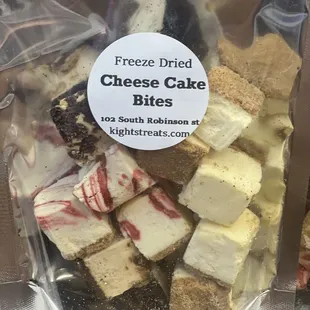 Freeze Dried
Cheese Cake
Bites
102 South Robinson st
kightstreats.com